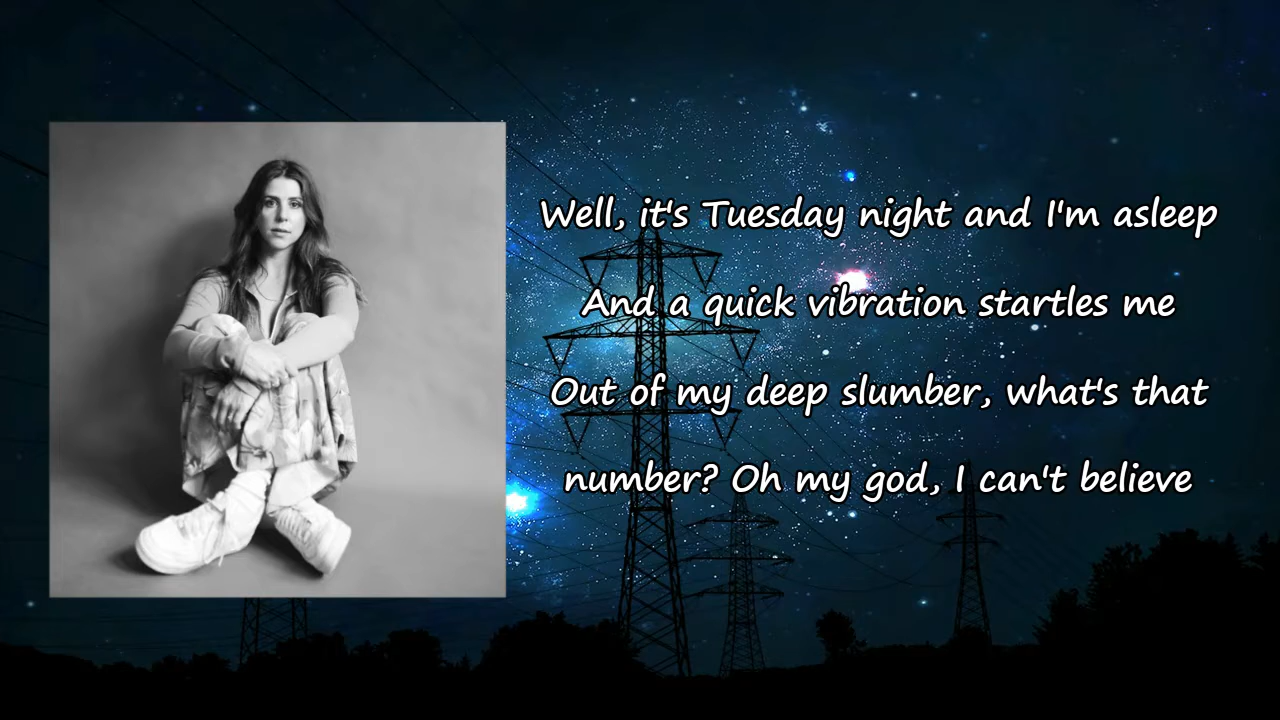 Well, it's Tuesday night and I'm asleep
And a quick vibration startles me
Out of my deep slumber, what's that
number? Oh my god, I can't believe